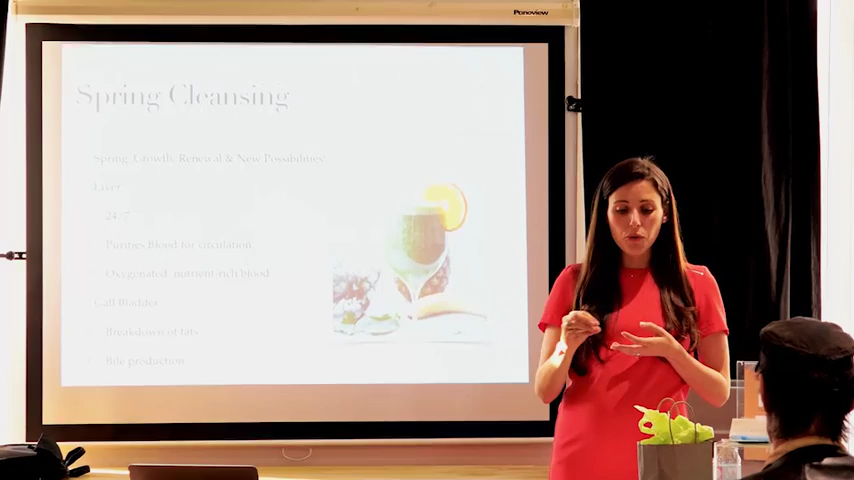 Panoview
Spring Cleansing
Spring: Growth, Renewal & New Possibilities!
Liver
24/7
Purifies Blood for circulation
Oxygenated, nutrient-rich blood
Gall Bladder
Breakdown of fats
Bile production